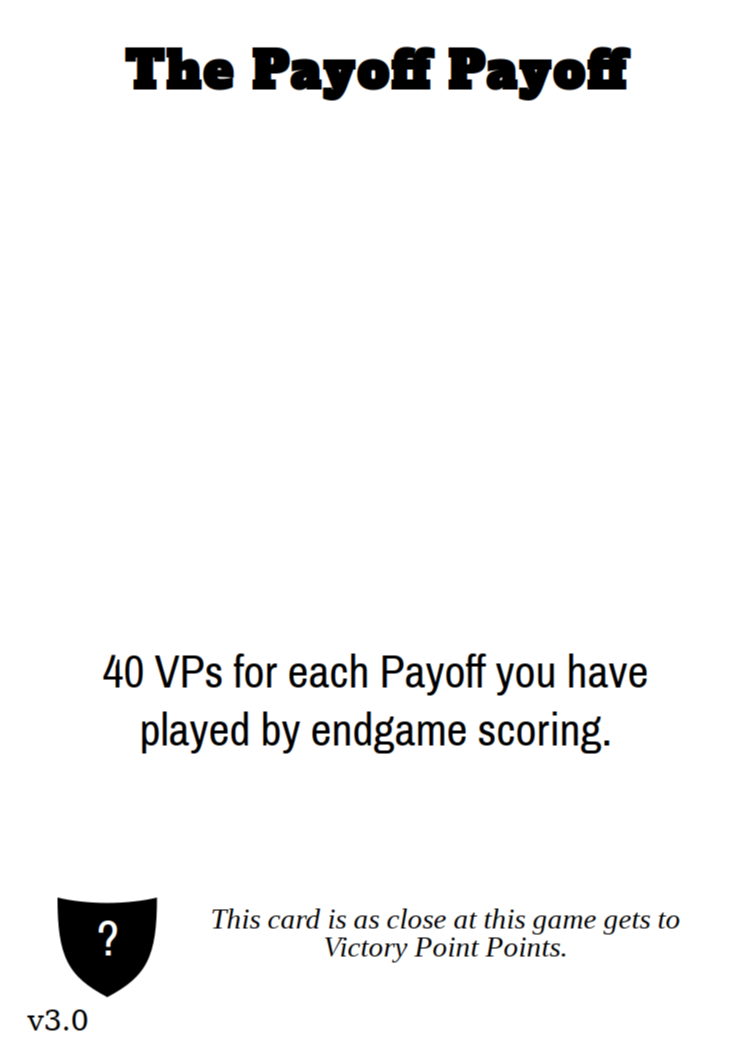 The Payoff Payoff
40 VPs for each Payoff you have
played by endgame scoring.
?
This card is as close at this game gets to
Victory Point Points.
v3.0